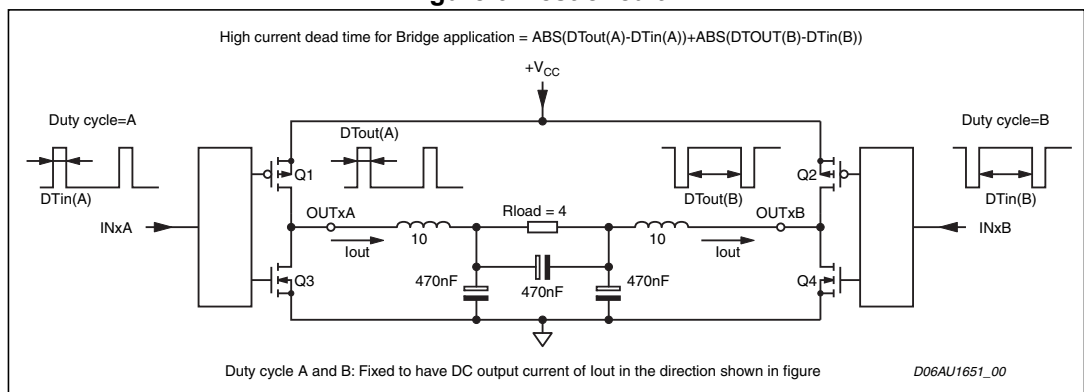 High current dead time for Bridge application = ABS(DTout(A)-DTin(A))+ABS(DTOUT(B)-DTin(B))
+VCC
Duty cycle=A
DTout(A)
Duty cycle=B
Q1
Q2
DTin(A)
DTout(B)
DTin(B)
INxA
OUTxA
Rload = 4
OUTxB
INxB
Iout
10
10
Iout
Q3
470nF
470nF
470nF
Q4
Duty cycle A and B: Fixed to have DC output current of Iout in the direction shown in figure
D06AU1651_00